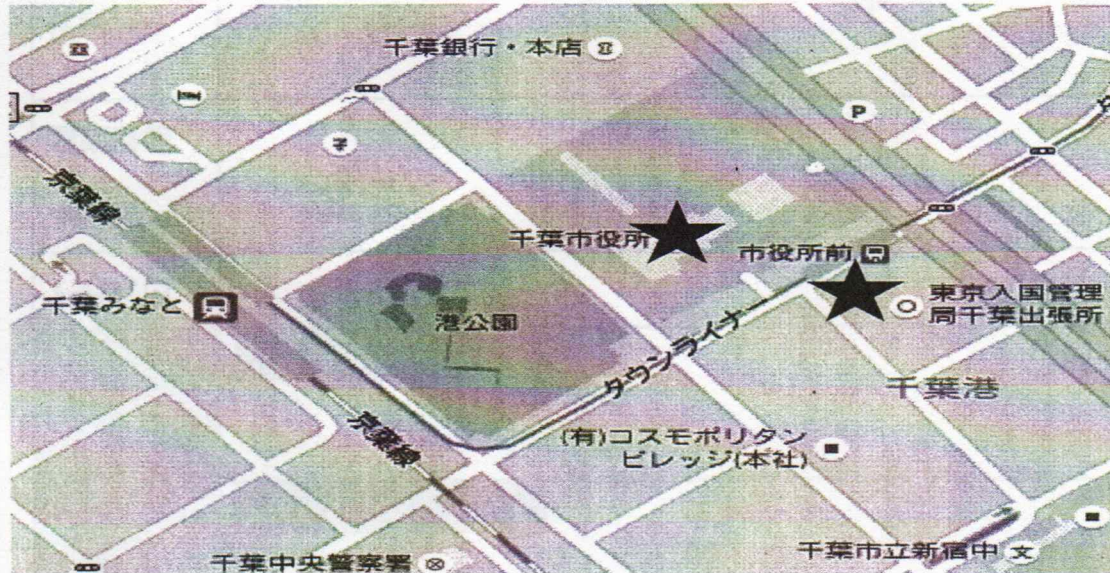 千葉銀行・本店
P
京葉線
千葉市役所
市役所前
千葉みなと
港公園
東京入国管理
局千葉出張所
タウンライナー
千葉港
京葉線
(有)コスモポリタン
ビレッジ(本社)
千葉市立新宿中
文
千葉中央警察署